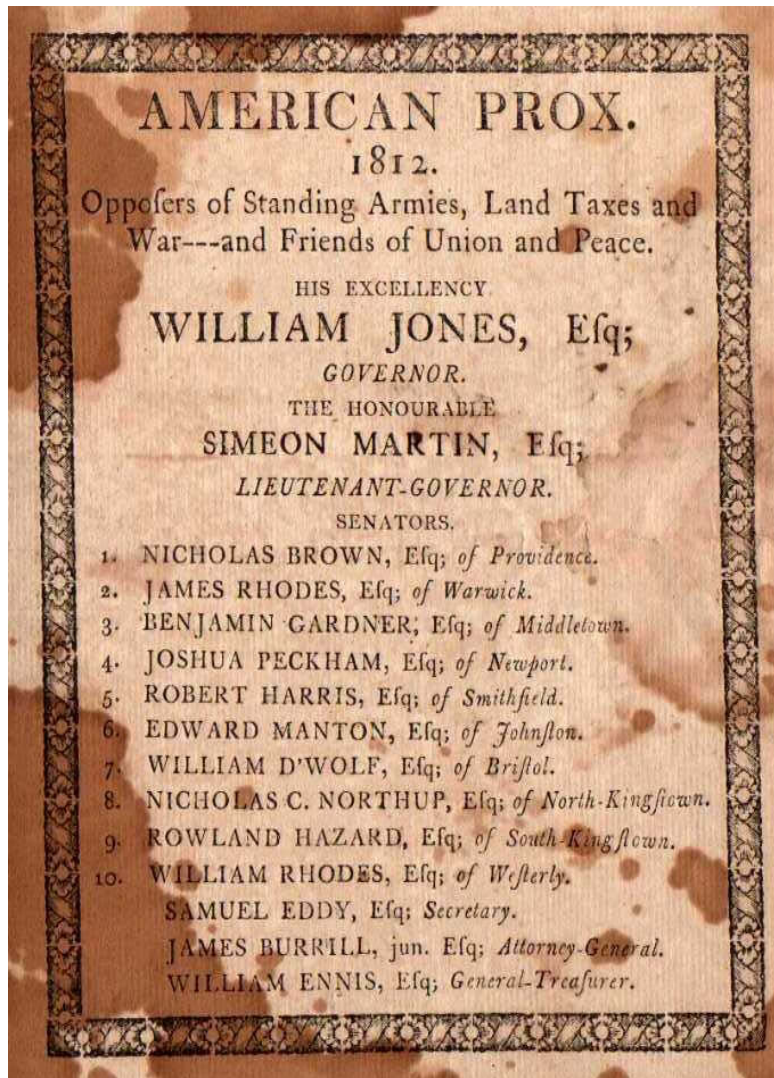 AMERICAN PROX.
1812.
Oppoſers of Standing Armies, Land Taxes and
War---and Friends of Union and Peace.
HIS EXCELLENCY
WILLIAM JONES, Eſq;
GOVERNOR.
THE HONOURABLE
SIMEON MARTIN, Eſq;
LIEUTENANT-GOVERNOR.
SENATORS.
1. NICHOLAS BROWN, Eſq; of Providence.
2. JAMES RHODES, Eſq; of Warwick.
3. BENJAMIN GARDNER, Eſq; of Middletown.
4. JOSHUA PECKHAM, Eſq; of Newport.
5. ROBERT HARRIS, Eſq; of Smithfield.
6. EDWARD MANTON, Eſq; of Johnſton.
7. WILLIAM D'WOLF, Eſq; of Briſtol.
8. NICHOLAS C. NORTHUP, Eſq; of North-Kingſtown.
9. ROWLAND HAZARD, Eſq; of South-Kingſtown.
10. WILLIAM RHODES, Eſq; of Weſterly.
SAMUEL EDDY, Eſq; Secretary.
JAMES BURRILL, jun. Eſq; Attorney-General.
WILLIAM ENNIS, Eſq; General-Treaſurer.